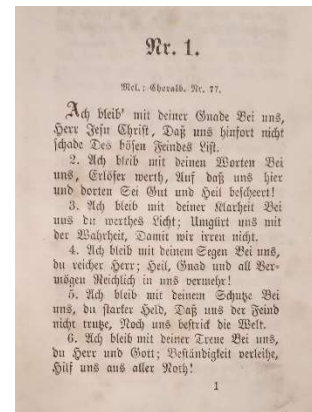 Nr. 1.
Mel.: Choralb. Nr. 77.
Ach bleib' mit deiner Gnade Bei uns,
Herr Jesu Christ, Daß uns hinfort nicht
schade Des bösen Feindes List.
2. Ach bleib mit deinen Worten Bei
uns, Erlöser werth, Auf daß uns hier
und dorten Sei Gut und Heil bescheert!
3. Ach bleib mit deiner Klarheit Bei
uns du werthes Licht; Umgürt uns mit
der Wahrheit, Damit wir irren nicht.
4. Ach bleib mit deinem Segen Bei uns,
du reicher Herr; Heil, Gnad und all Ver-
mögen Reichlich in uns vermehr!
5. Ach bleib mit deinem Schutze Bei
uns, du starker Held, Daß uns der Feind
nicht trutze, Noch uns bestrick die Welt.
6. Ach bleib mit deiner Treue Bei uns,
du Herr und Gott; Beständigkeit verleihe,
Hilf uns aus aller Noth!
1